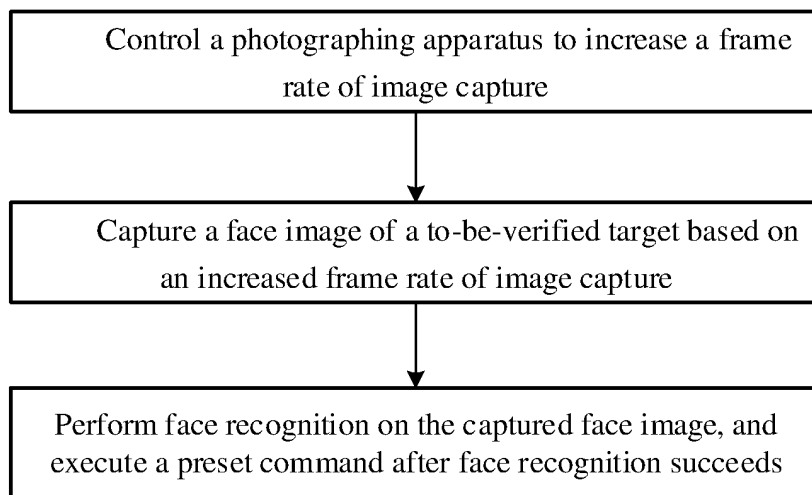 Control a photographing apparatus to increase a frame
rate of image capture
Capture a face image of a to-be-verified target based on
an increased frame rate of image capture
Perform face recognition on the captured face image, and
execute a preset command after face recognition succeeds